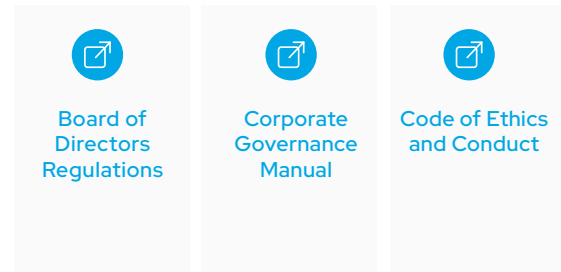 Board of
Directors
Regulations
Corporate
Governance
Manual
Code of Ethics
and Conduct